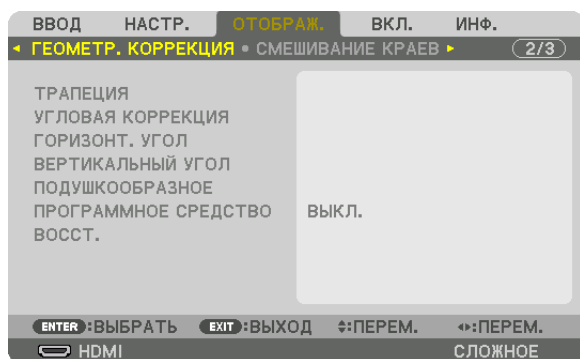 ВВОД НАСТР. ОТОБРАЖ. ВКЛ. ИНФ.
ГЕОМЕТР. КОРРЕКЦИЯ • СМЕШИВАНИЕ КРАЕВ 2/3
ТРАПЕЦИЯ
УГЛОВАЯ КОРРЕКЦИЯ
ГОРИЗОНТ. УГОЛ
ВЕРТИКАЛЬНЫЙ УГОЛ
ПОДУШКООБРАЗНОЕ
ПРОГРАММНОЕ СРЕДСТВО ВЫКЛ.
ВОССТ.
ENTER:ВЫБРАТЬ EXIT:ВЫХОД :ПЕРЕМ. :ПЕРЕМ.
HDMI СЛОЖНОЕ